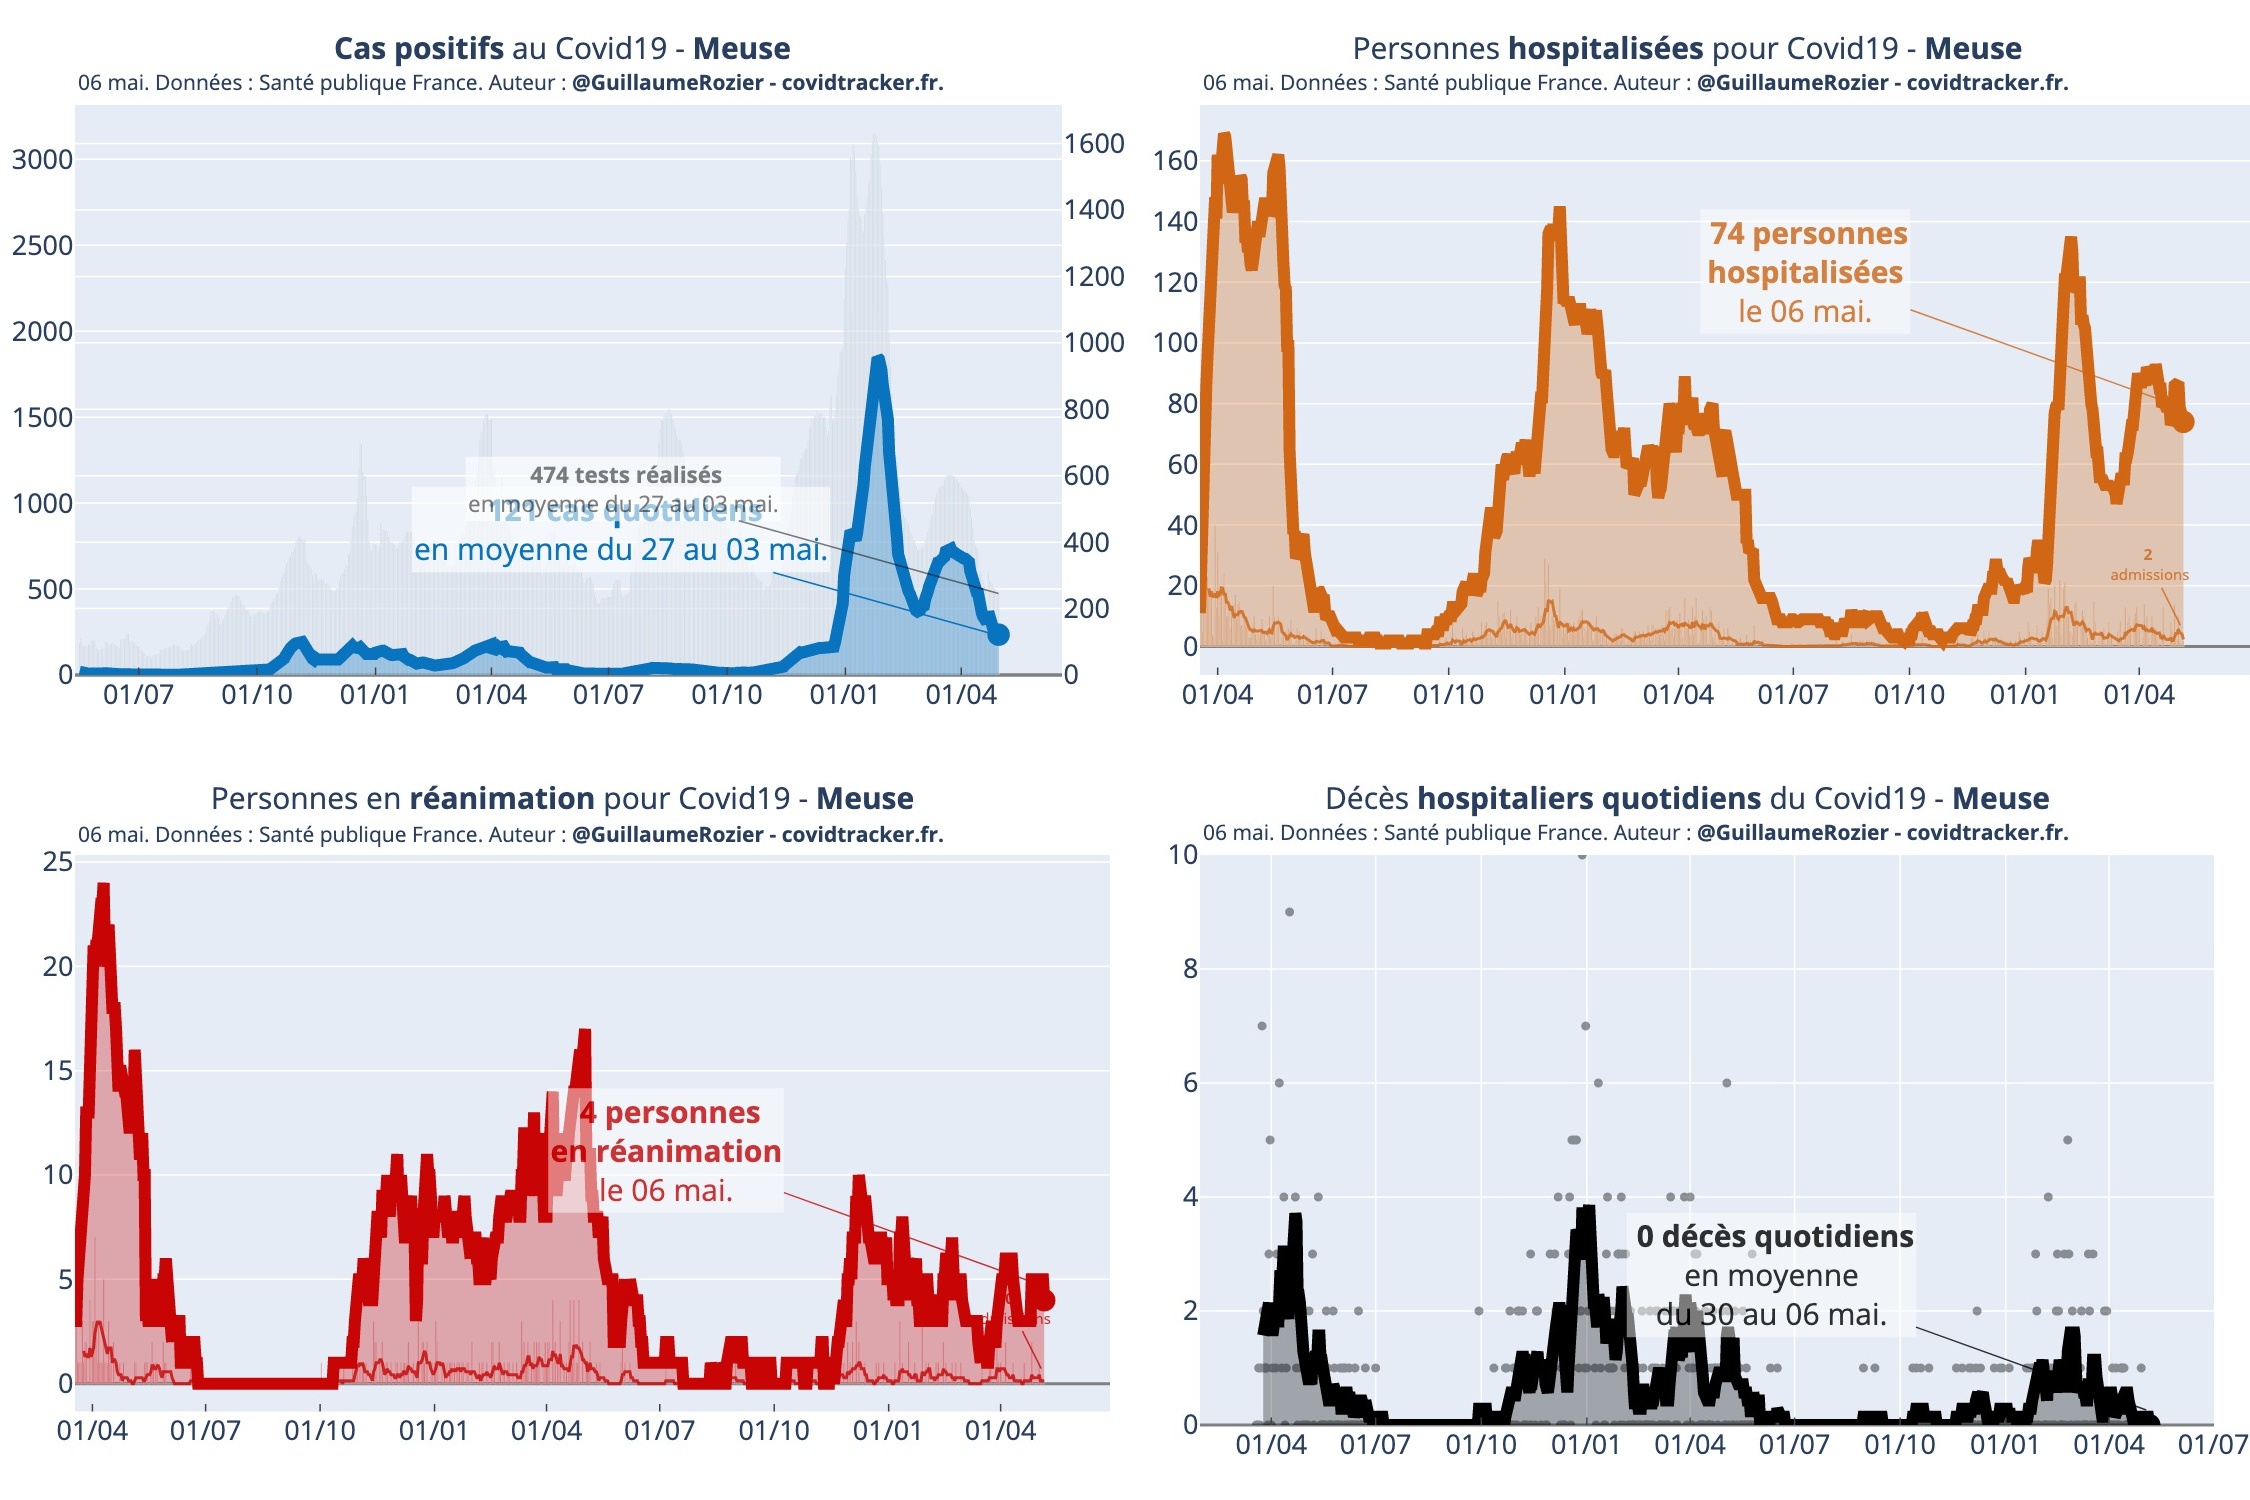 Cas positifs au Covid19 - Meuse
06 mai. Données : Santé publique France. Auteur : @GuillaumeRozier - covidtracker.fr.
3000
2500
2000
1500
1000
500
0
1600
1400
1200
1000
800
600
400
200
0
474 tests réalisés
en moyenne du 27 au 03 mai.
121 cas quotidiens
en moyenne du 27 au 03 mai.
01/07 01/10 01/01 01/04 01/07 01/10 01/01 01/04
Personnes hospitalisées pour Covid19 - Meuse
06 mai. Données : Santé publique France. Auteur : @GuillaumeRozier - covidtracker.fr.
160
140
120
100
80
60
40
20
0
74 personnes
hospitalisées
le 06 mai.
2
admissions
01/04 01/07 01/10 01/01 01/04 01/07 01/10 01/01 01/04
Personnes en réanimation pour Covid19 - Meuse
06 mai. Données : Santé publique France. Auteur : @GuillaumeRozier - covidtracker.fr.
25
20
15
10
5
0
4 personnes
en réanimation
le 06 mai.
01/04 01/07 01/10 01/01 01/04 01/07 01/10 01/01 01/04
Décès hospitaliers quotidiens du Covid19 - Meuse
06 mai. Données : Santé publique France. Auteur : @GuillaumeRozier - covidtracker.fr.
10
8
6
4
2
0
0 décès quotidiens
en moyenne
du 30 au 06 mai.
01/04 01/07 01/10 01/01 01/04 01/07 01/10 01/01 01/04 01/07